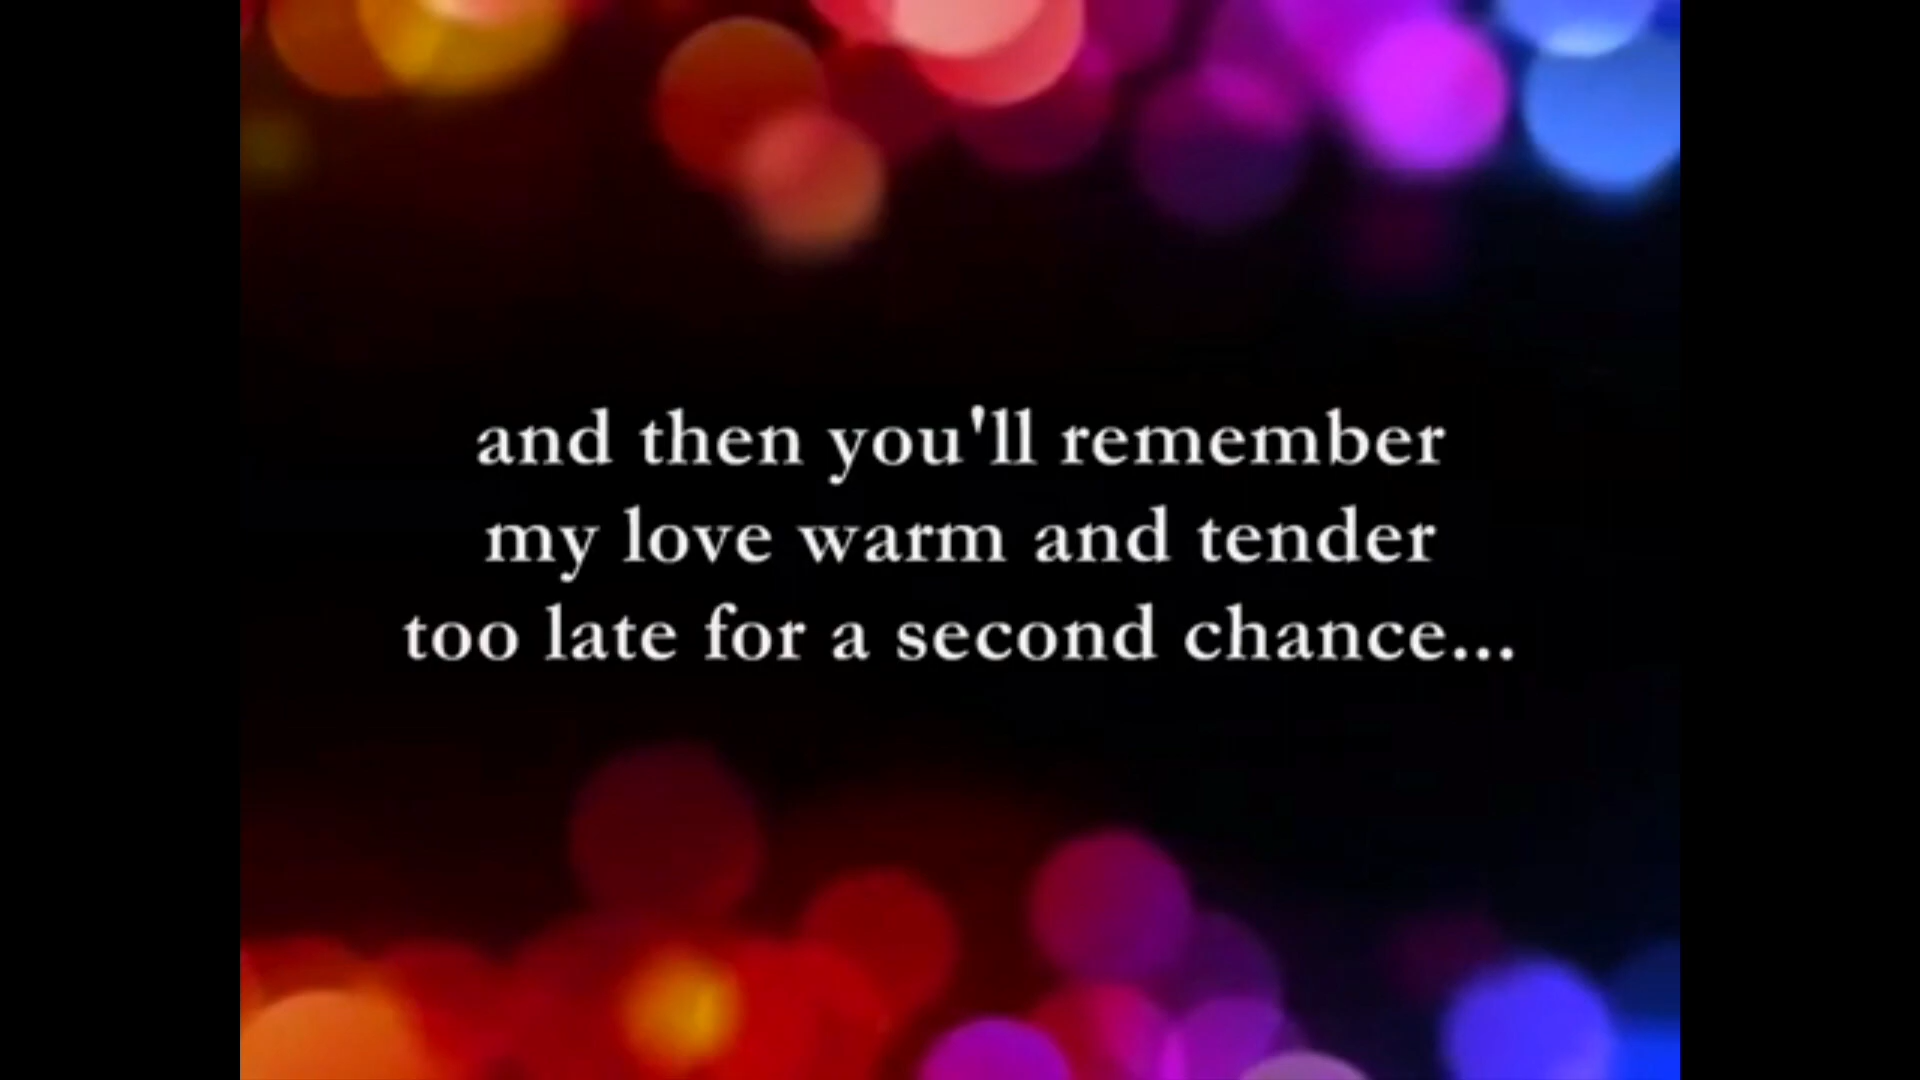 and then you'll remember
my love warm and tender
too late for a second chance...